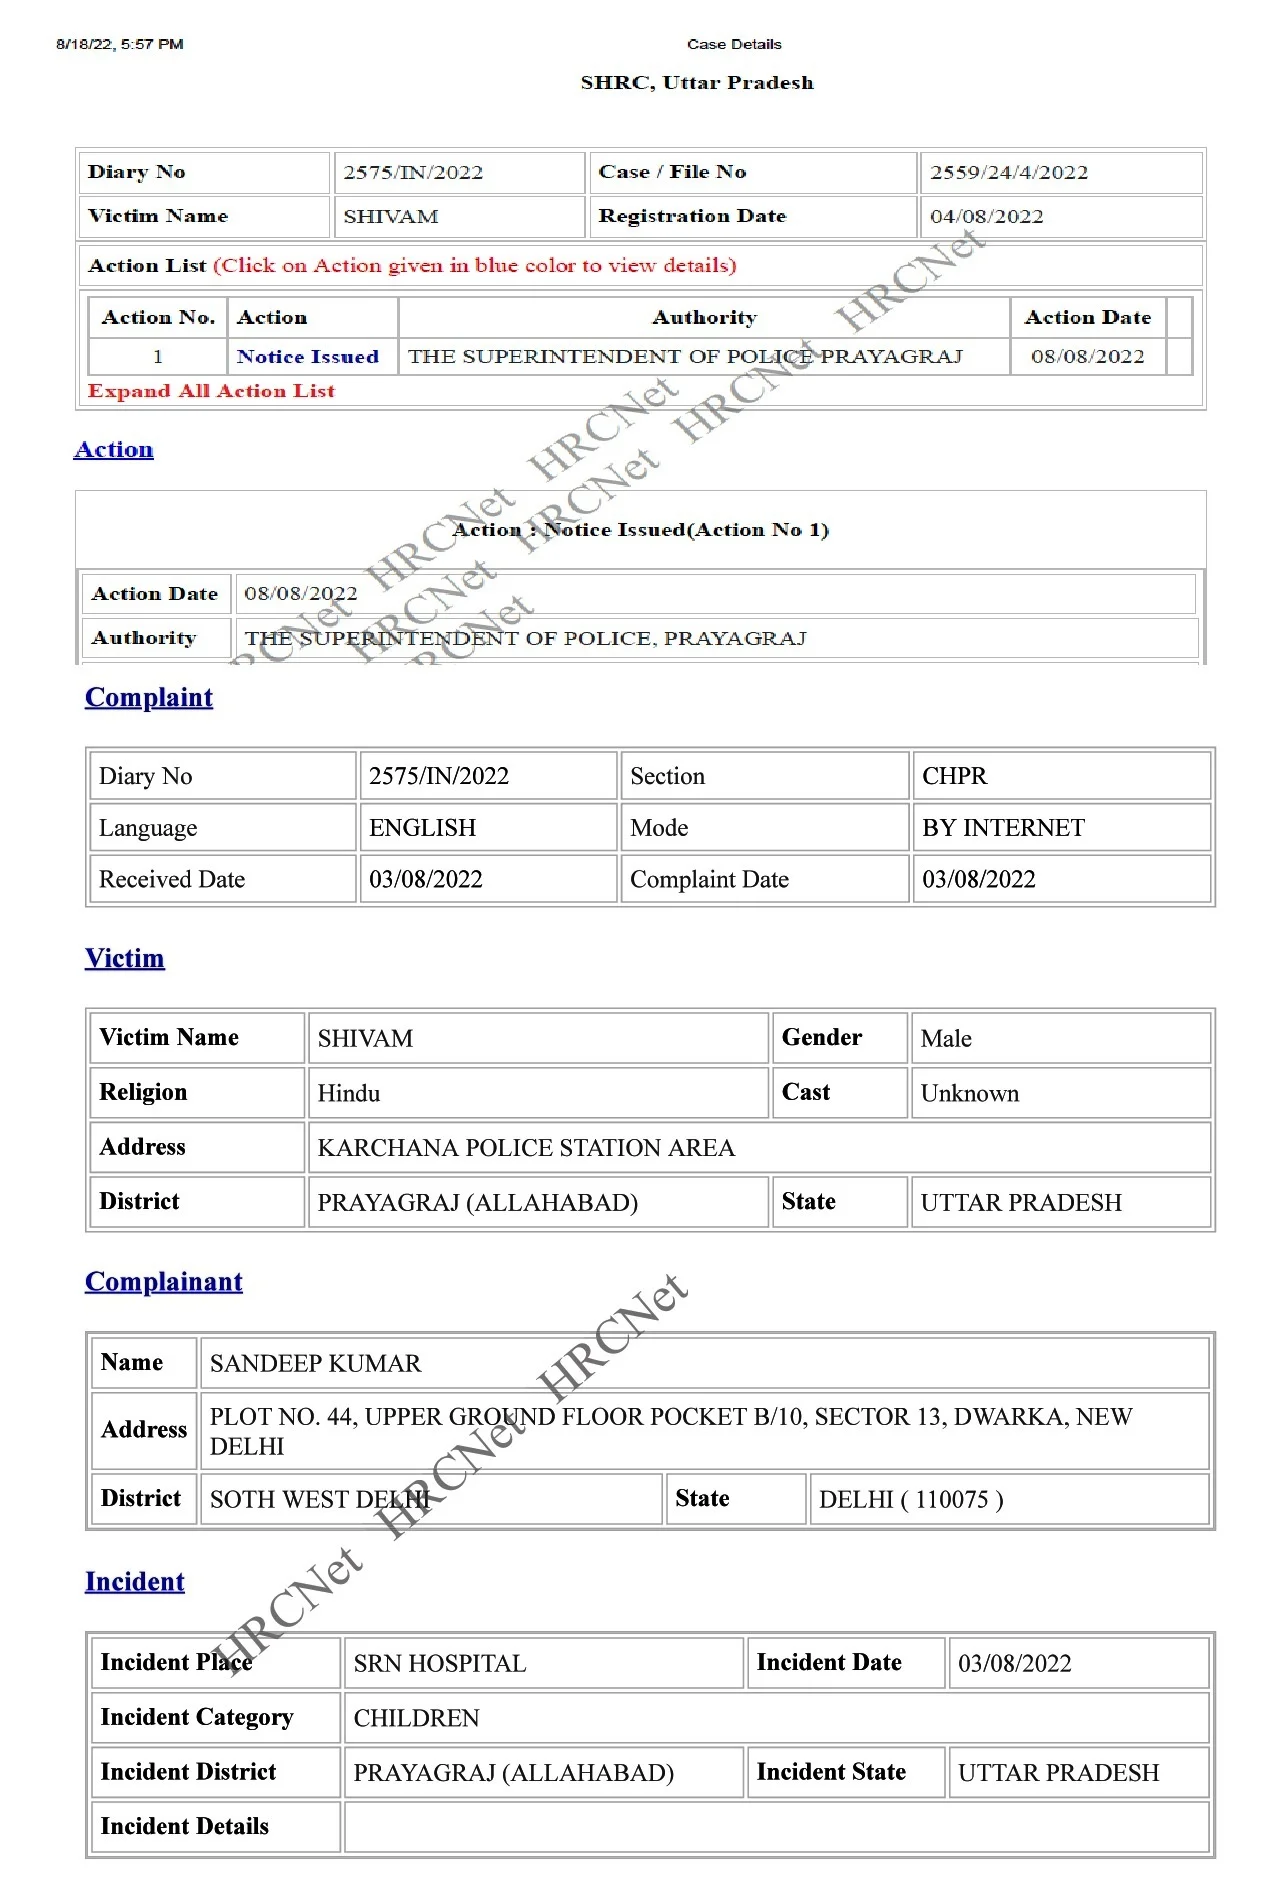 8/18/22, 5:57 PM Case Details
SHRC, Uttar Pradesh
Diary No 2575/IN/2022 Case / File No 2559/24/4/2022
Victim Name SHIVAM Registration Date 04/08/2022
Action List (Click on Action given in blue color to view details)
Action No. Action Authority Action Date
1 Notice Issued THE SUPERINTENDENT OF POLICE PRAYAGRAJ 08/08/2022
Expand All Action List
HRCNet HRCNet HRCNet
HRCNet HRCNet HRCNet HRCNet
HRCNet
Action
Action : Notice Issued(Action No 1)
Action Date 08/08/2022
Authority THE SUPERINTENDENT OF POLICE, PRAYAGRAJ
Complaint
Diary No 2575/IN/2022 Section CHPR
Language ENGLISH Mode BY INTERNET
Received Date 03/08/2022 Complaint Date 03/08/2022
Victim
Victim Name SHIVAM Gender Male
Religion Hindu Cast Unknown
Address KARCHANA POLICE STATION AREA
District PRAYAGRAJ (ALLAHABAD) State UTTAR PRADESH
Complainant
Name SANDEEP KUMAR
Address PLOT NO. 44, UPPER GROUND FLOOR POCKET B/10, SECTOR 13, DWARKA, NEW
DELHI
District SOTH WEST DELHI State DELHI ( 110075 )
HRCNet HRCNet HRCNet
Incident
Incident Place SRN HOSPITAL Incident Date 03/08/2022
Incident Category CHILDREN
Incident District PRAYAGRAJ (ALLAHABAD) Incident State UTTAR PRADESH
Incident Details